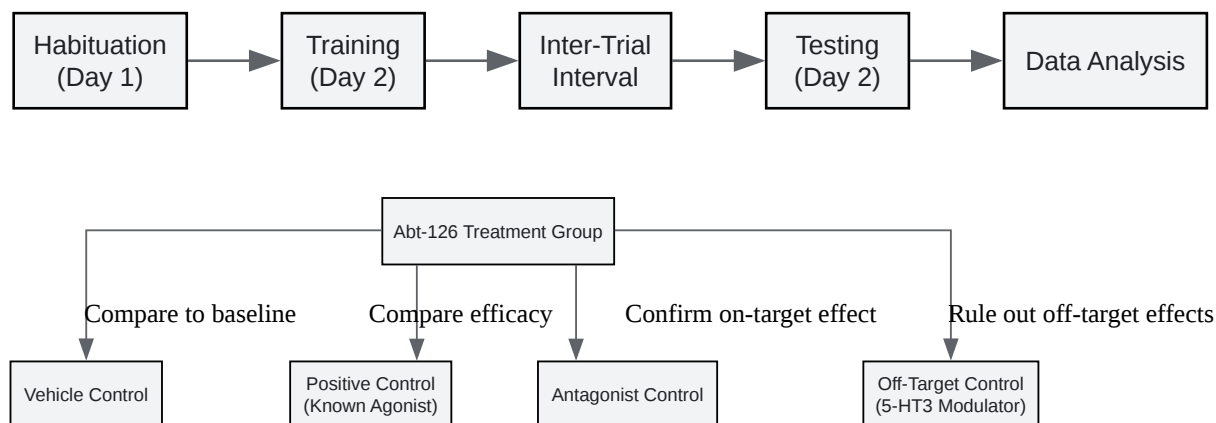 Habituation
(Day 1)
Training
(Day 2)
Inter-Trial
Interval
Testing
(Day 2)
Data Analysis
Abt-126 Treatment Group
Compare to baseline
Compare efficacy
Confirm on-target effect
Rule out off-target effects
Vehicle Control
Positive Control
(Known Agonist)
Antagonist Control
Off-Target Control
(5-HT3 Modulator)